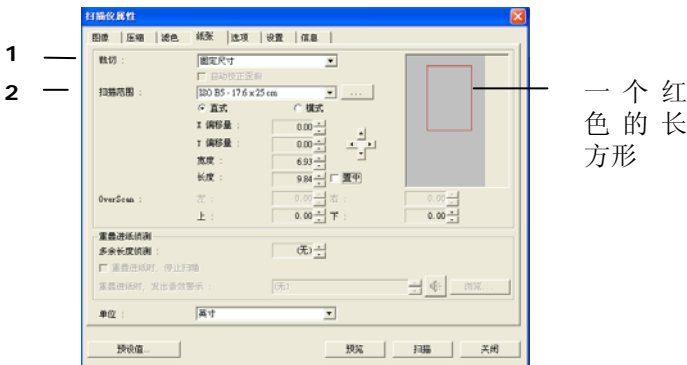 扫描仪属性
图像 压缩 滤色 纸张 选项 设置 信息
1
裁切 : 固定尺寸
自动校正歪斜
2
扫描范围 : ISO B5 - 17.6 x 25 cm ...
直式 横式
X 偏移量 : 0.00
Y 偏移量 : 0.00
宽度 : 6.93
长度 : 9.84 置中
OverScan : 左 : 0.00 右 : 0.00
上 : 0.00 下 : 0.00
一个红
色的长
方形
重叠进纸侦测
多余长度侦测 : (无)
重叠进纸时，停止扫描
重叠进纸时，发出音效警示 : (无) 浏览...
单位 : 英寸
预设值... 预览 扫描 关闭